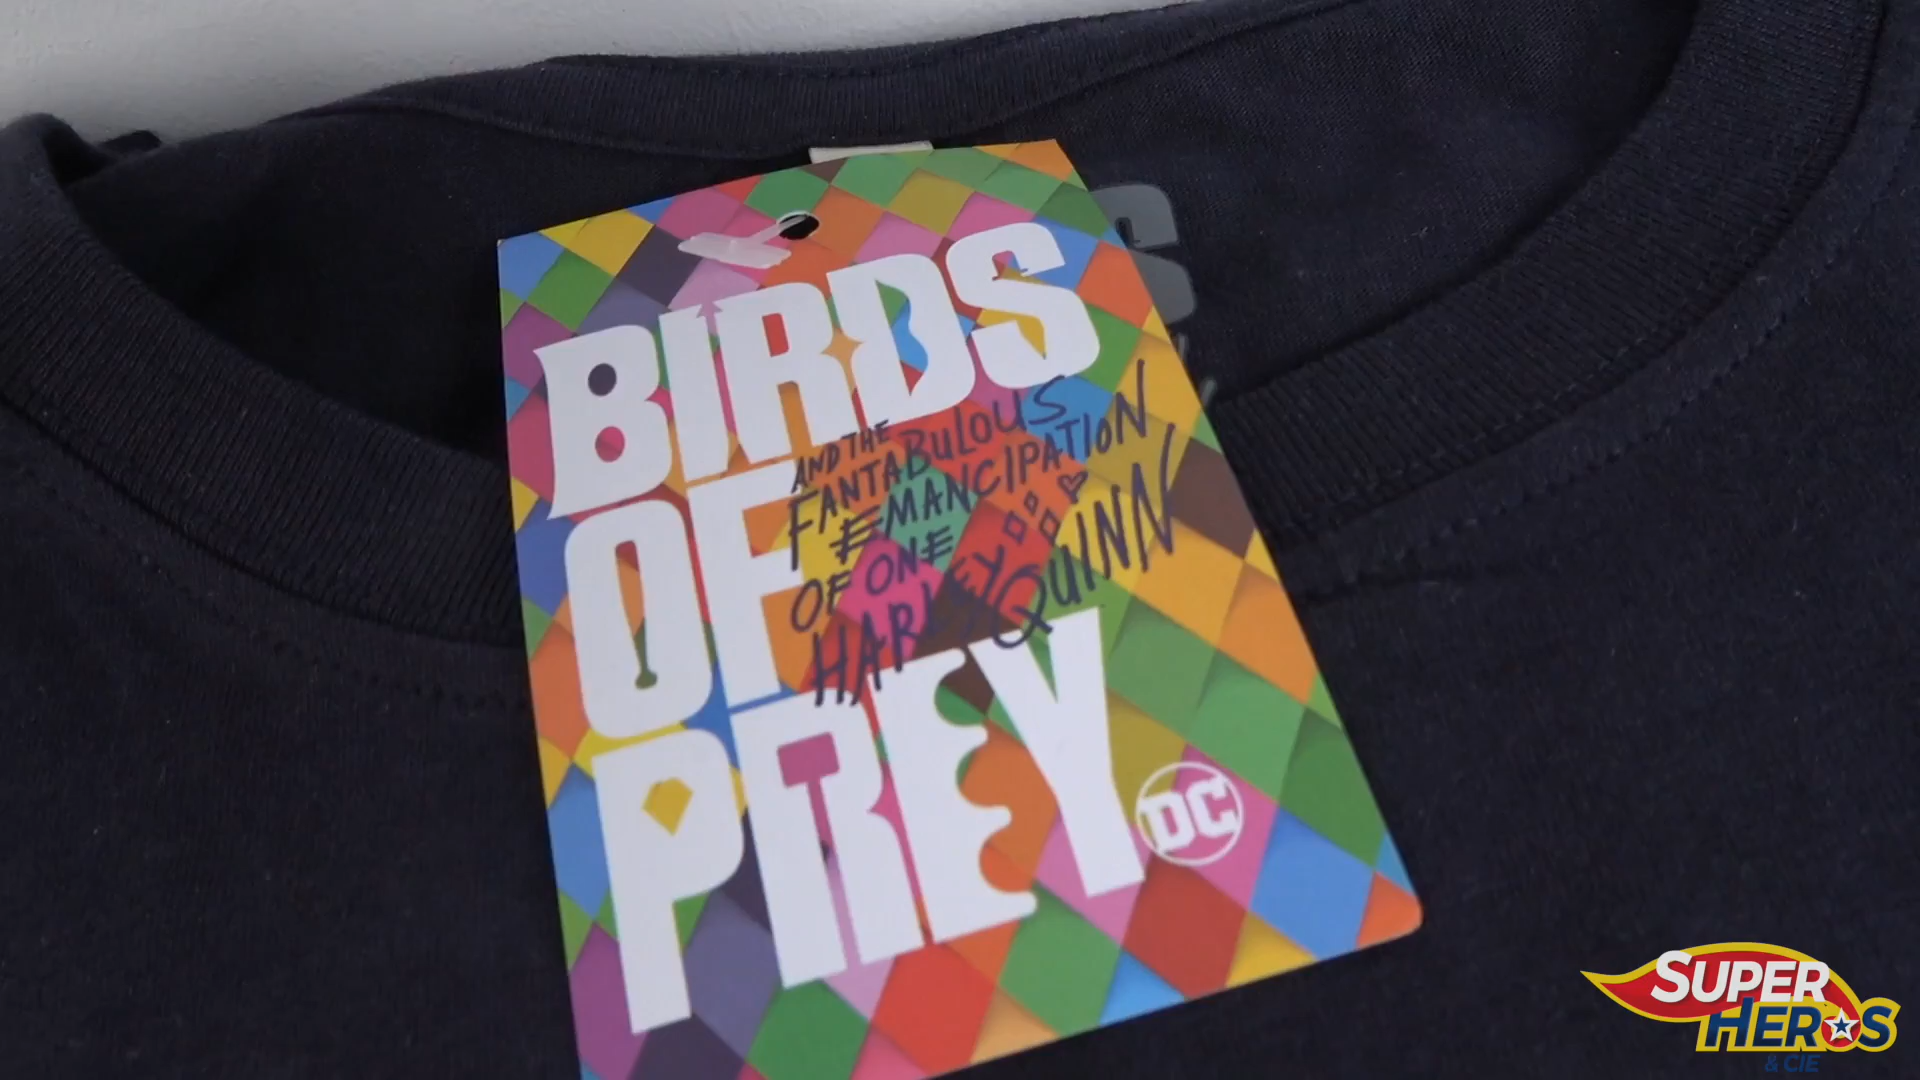 BIRDS
AND THE
FANTABULOUS
EMANCIPATION
OF ONE
HARLEY QUINN
OF
PREY
DC
SUPER
HEROS
& CIE